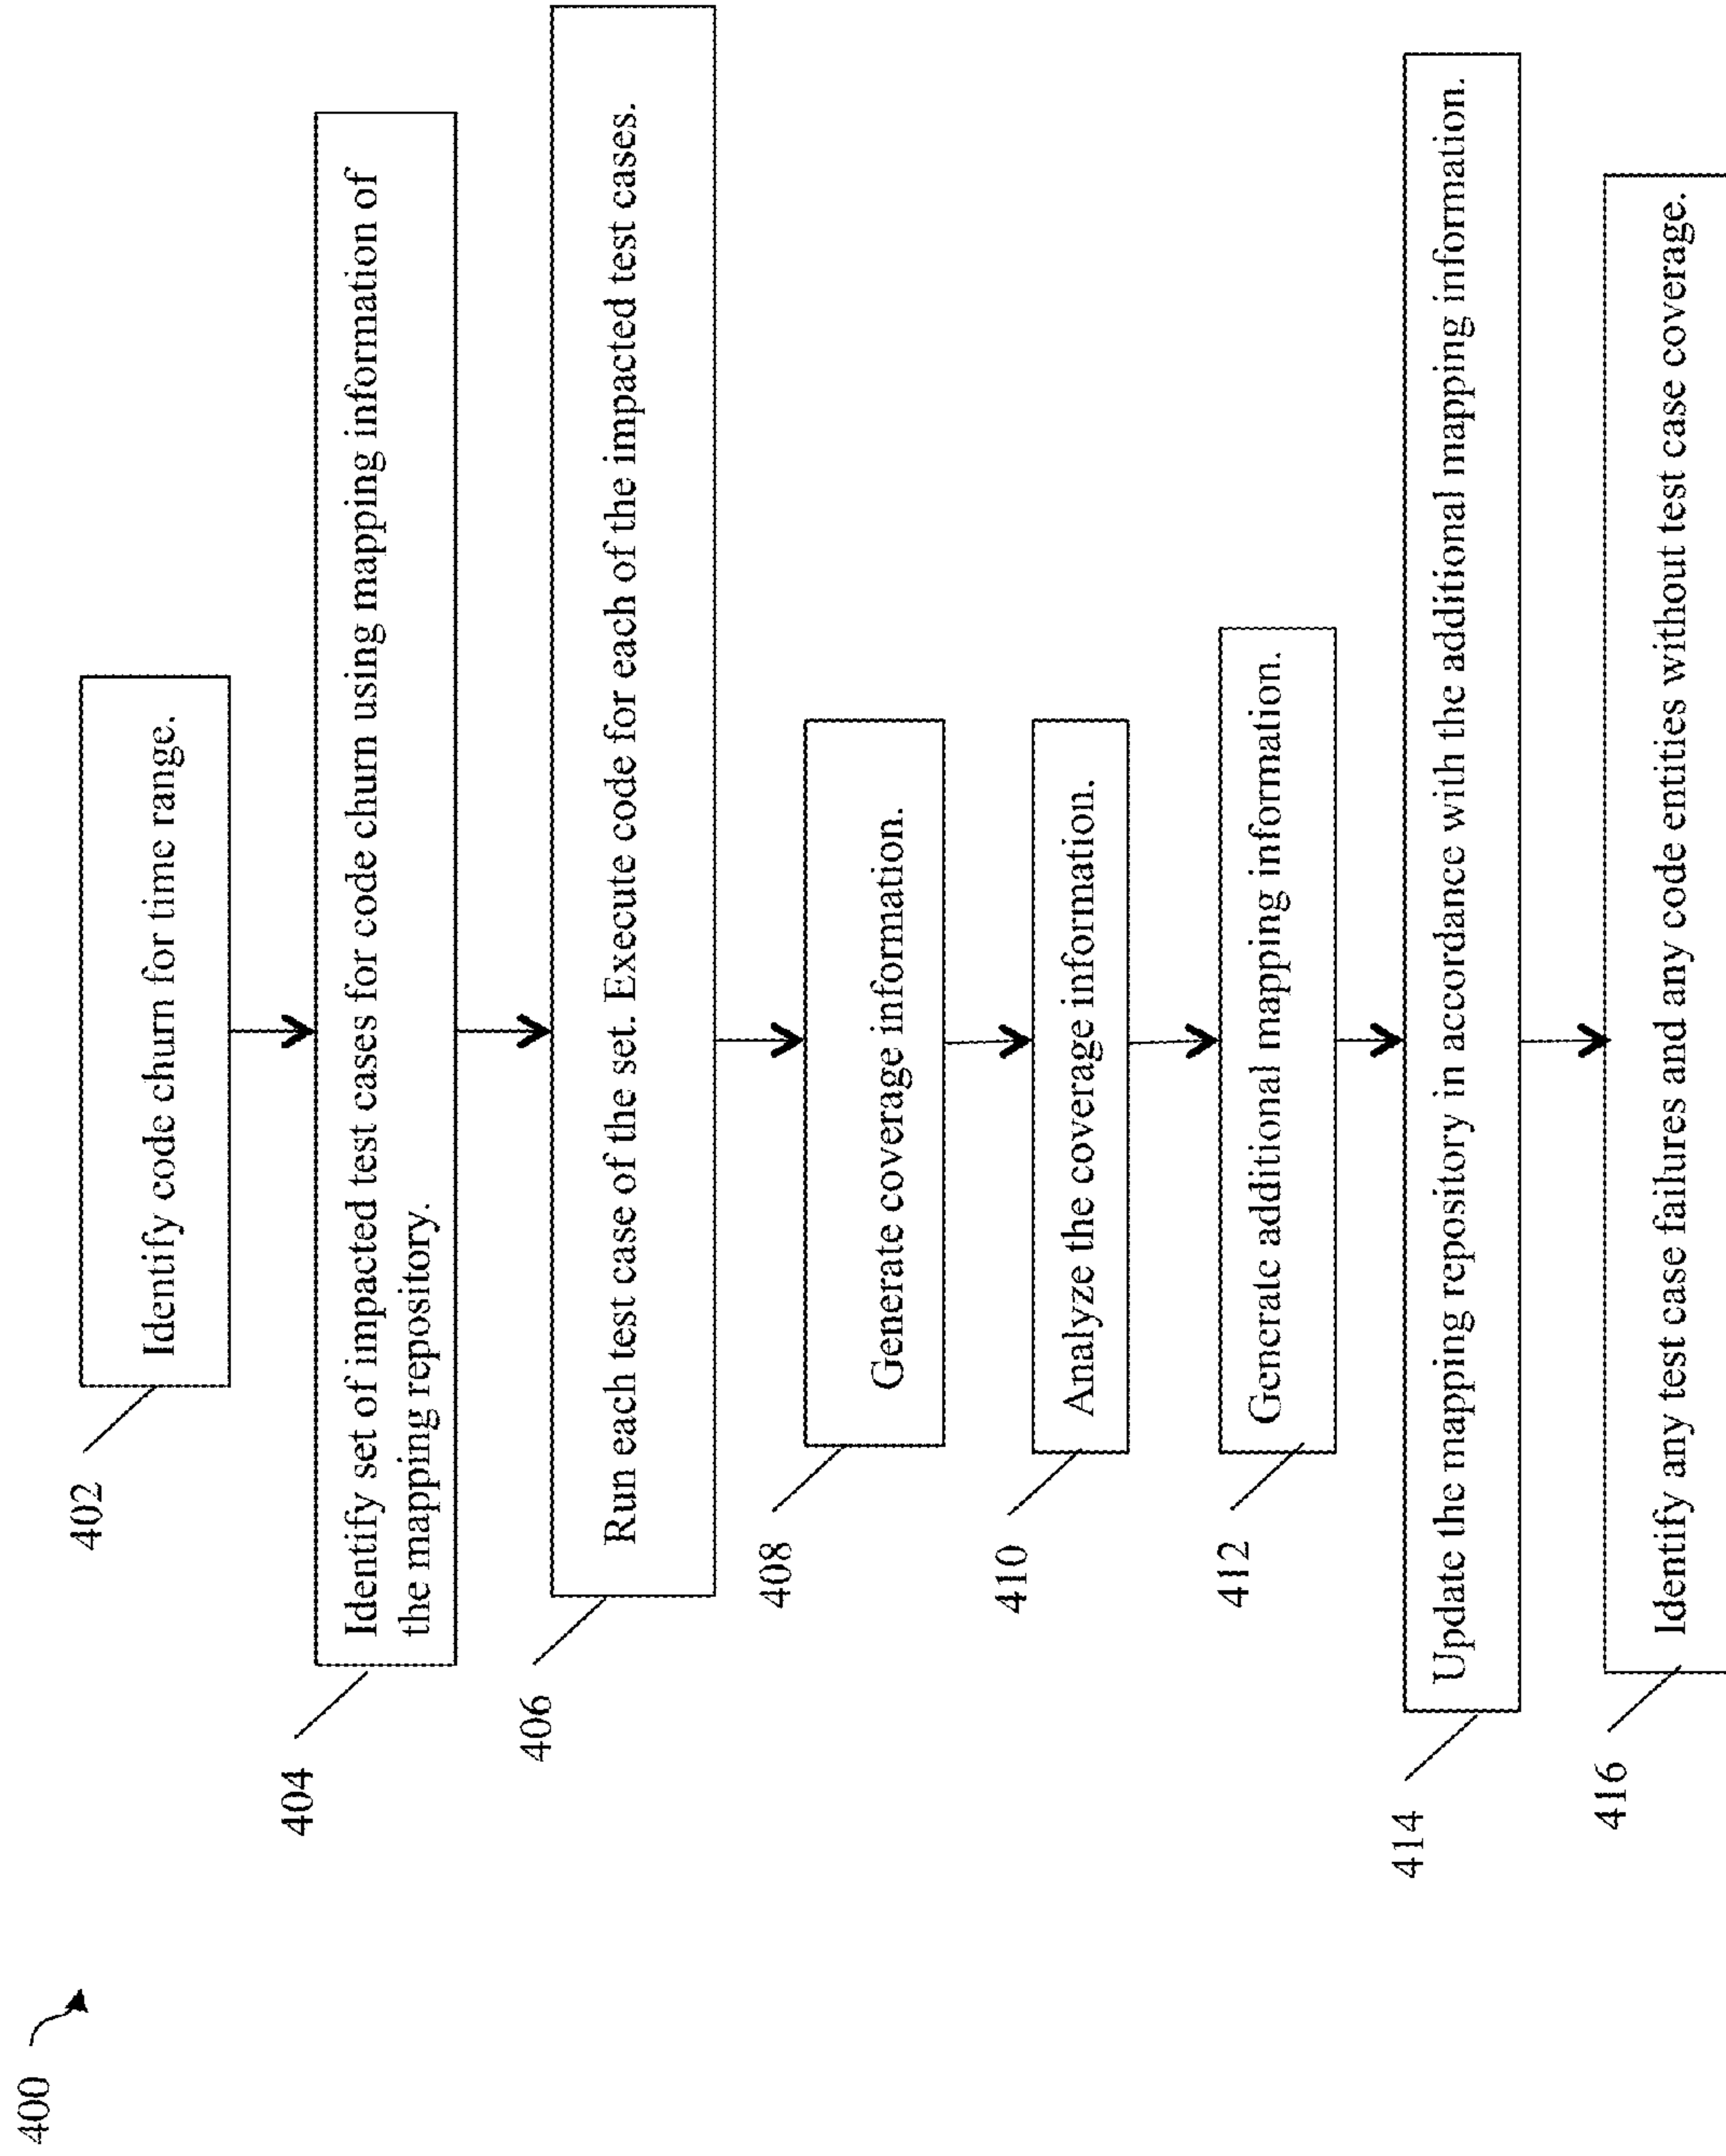 400
402
Identify code churn for time range.
404
Identify set of impacted test cases for code churn using mapping information of
the mapping repository.
406
Run each test case of the set. Execute code for each of the impacted test cases.
408
Generate coverage information.
410
Analyze the coverage information.
412
Generate additional mapping information.
414
Update the mapping repository in accordance with the additional mapping information.
416
Identify any test case failures and any code entities without test case coverage.